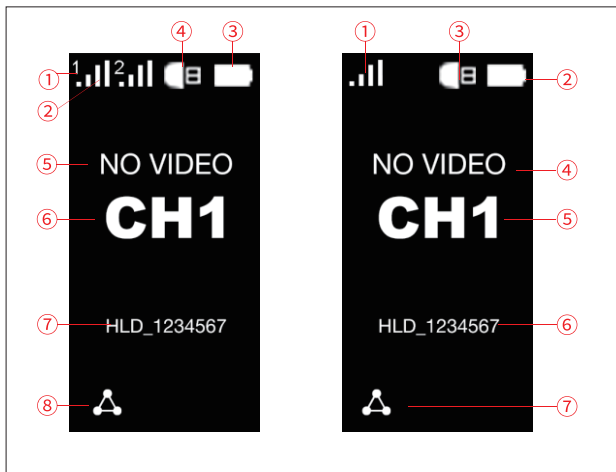 ④ ③ ① ③
1 2
① ② ②
⑤ NO VIDEO NO VIDEO ④
⑥ CH1 CH1 ⑤
⑦ HLD_1234567 HLD_1234567 ⑥
⑧ ⑦